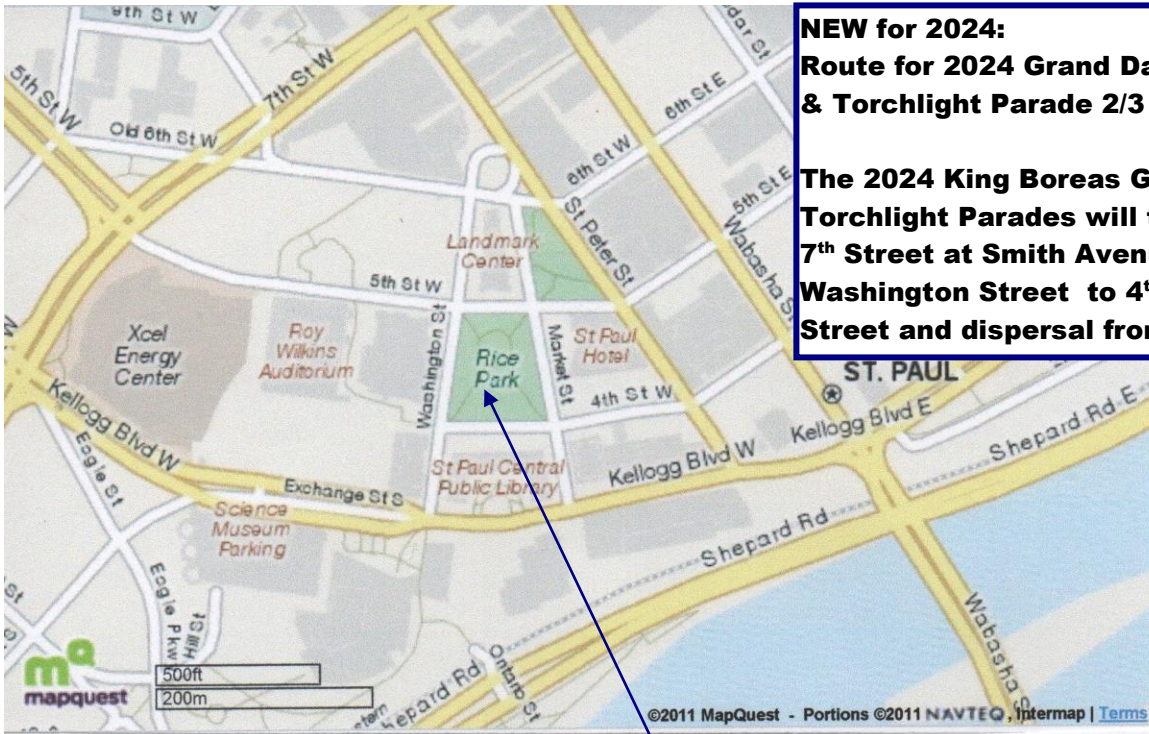 9th St W
5th St W
7th St W
Old 6th St W
6th St W
6th St E
5th St E
St Peter St
Wabasha St
Landmark
Center
5th St W
Xcel
Energy
Center
Roy
Wilkins
Auditorium
Washington St
Rice
Park
Market St
St Paul
Hotel
4th St W
ST. PAUL
Kellogg Blvd W
Kellogg Blvd W
Kellogg Blvd E
Shepard Rd E
St Paul Central
Public Library
Exchange St S
Science
Museum
Parking
Eagle St
Eagle Pkwy
Hill St
Shepard Rd
Shepard Rd
Ontario St
Wabasha S
mapquest
500ft
200m
©2011 MapQuest - Portions ©2011 NAVTEQ, Intermap | Terms
NEW for 2024:
Route for 2024 Grand Da
& Torchlight Parade 2/3
The 2024 King Boreas G
Torchlight Parades will
7th Street at Smith Aven
Washington Street to 4t
Street and dispersal fro